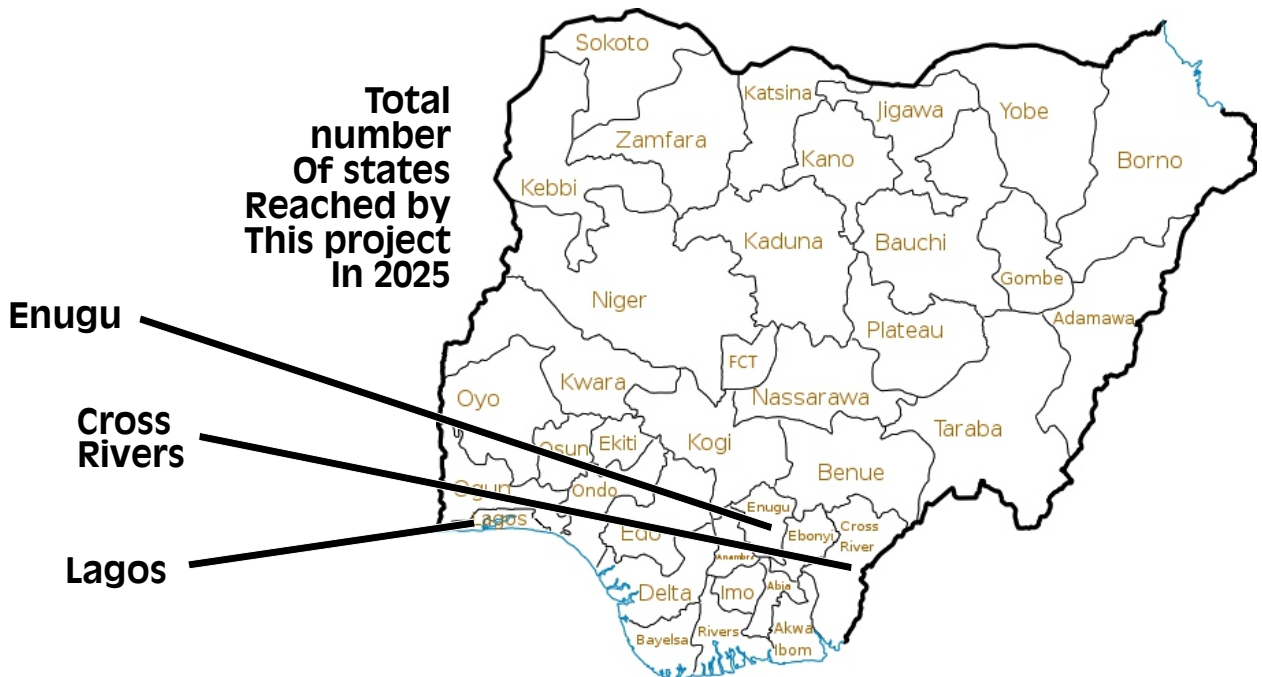 Sokoto
Total
number
Of states
Reached by
This project
In 2025
Katsina
Jigawa
Yobe
Zamfara
Kano
Borno
Kebbi
Kaduna
Bauchi
Gombe
Niger
Enugu
Adamawa
Plateau
FCT
Kwara
Oyo
Nassarawa
Cross
Rivers
Taraba
Osun
Ekiti
Kogi
Benue
Ogun
Ondo
Enugu
Lagos
Edo
Ebonyi
Cross
River
Anambra
Lagos
Delta
Imo
Abia
Bayelsa
Rivers
Akwa
Ibom